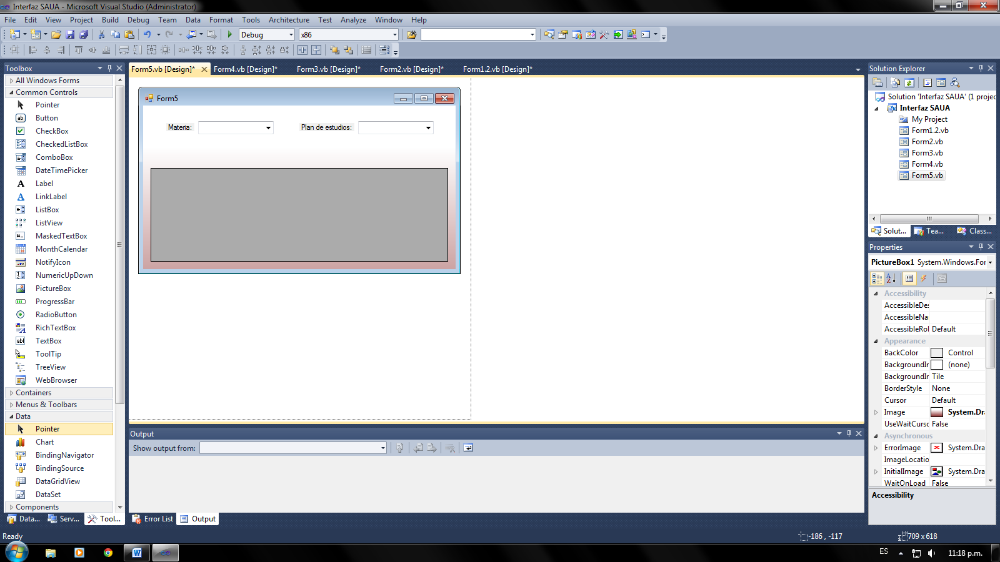 Interfaz SAUA - Microsoft Visual Studio (Administrator)
File Edit View Project Build Debug Team Data Format Tools Architecture Test Analyze Window Help
Debug x86
Toolbox
All Windows Forms
Common Controls
Pointer
Button
CheckBox
CheckedListBox
ComboBox
DateTimePicker
Label
LinkLabel
ListBox
ListView
MaskedTextBox
MonthCalendar
NotifyIcon
NumericUpDown
PictureBox
ProgressBar
RadioButton
RichTextBox
TextBox
ToolTip
TreeView
WebBrowser
Containers
Menus & Toolbars
Data
Pointer
Chart
BindingNavigator
BindingSource
DataGridView
DataSet
Components
Data... Serv... Tool...
Form5.vb [Design]* Form4.vb [Design]* Form3.vb [Design]* Form2.vb [Design]* Form1.2.vb [Design]*
Form5
Materia: Plan de estudios:
Output
Show output from:
Error List Output
Solution Explorer
Solution 'Interfaz SAUA' (1 projec
Interfaz SAUA
My Project
Form1.2.vb
Form2.vb
Form3.vb
Form4.vb
Form5.vb
Solut... Tea... Class...
Properties
PictureBox1 System.Windows.For
Accessibility
AccessibleDes
AccessibleNa
AccessibleRol Default
Appearance
BackColor Control
BackgroundIr (none)
BackgroundIr Tile
BorderStyle None
Cursor Default
Image System.Dra
UseWaitCurso False
Asynchronous
ErrorImage System.Dra
ImageLocatio
InitialImage System.Dra
WaitOnLoad False
Accessibility
Ready -186 , -117 709 x 618
ES 11:18 p.m.